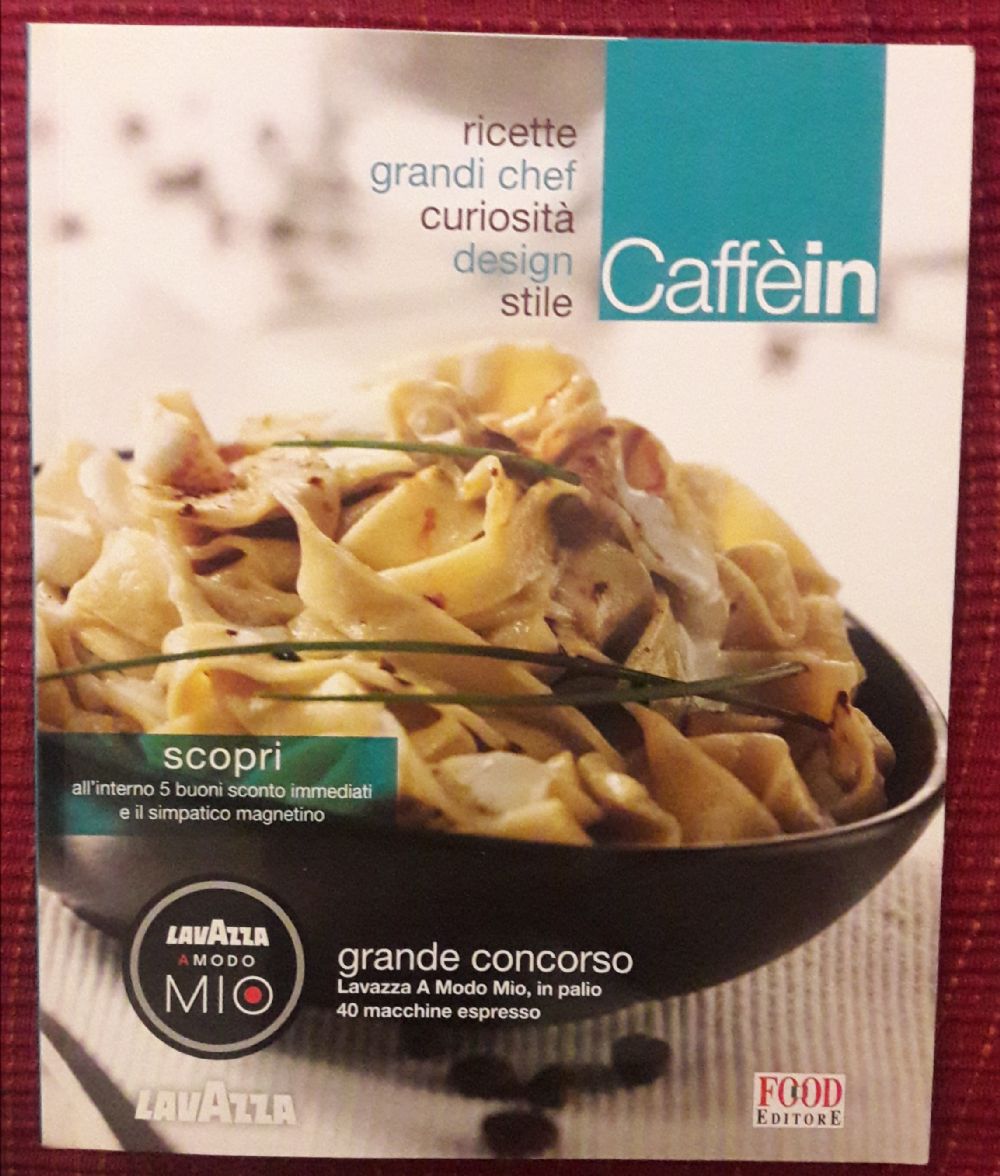 ricette
grandi chef
curiosità
design
stile
Caffèin
scopri
all'interno 5 buoni sconto immediati
e il simpatico magnetino
LAVAZZA
A MODO
MIO
grande concorso
Lavazza A Modo Mio, in palio
40 macchine espresso
LAVAZZA
FOOD
EDITORE